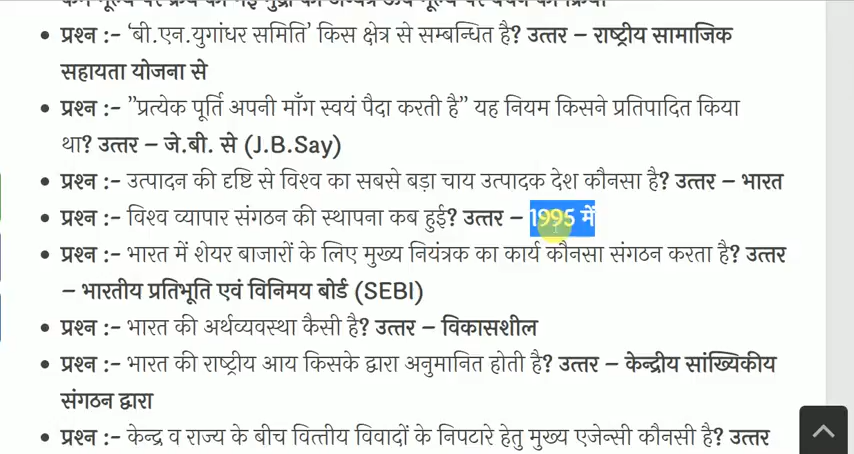 प्रश्न :- ‘बी.एन.युगांधर समिति’ किस क्षेत्र से सम्बन्धित है? उत्तर – राष्ट्रीय सामाजिक
सहायता योजना से
प्रश्न :- ”प्रत्येक पूर्ति अपनी माँग स्वयं पैदा करती है” यह नियम किसने प्रतिपादित किया
था? उत्तर – जे.बी. से (J.B.Say)
प्रश्न :- उत्पादन की दृष्टि से विश्व का सबसे बड़ा चाय उत्पादक देश कौनसा है? उत्तर – भारत
प्रश्न :- विश्व व्यापार संगठन की स्थापना कब हुई? उत्तर – 1995 में
प्रश्न :- भारत में शेयर बाजारों के लिए मुख्य नियंत्रक का कार्य कौनसा संगठन करता है? उत्तर
– भारतीय प्रतिभूति एवं विनिमय बोर्ड (SEBI)
प्रश्न :- भारत की अर्थव्यवस्था कैसी है? उत्तर – विकासशील
प्रश्न :- भारत की राष्ट्रीय आय किसके द्वारा अनुमानित होती है? उत्तर – केन्द्रीय सांख्यिकीय
संगठन द्वारा
प्रश्न :- केन्द्र व राज्य के बीच वित्तीय विवादों के निपटारे हेतु मुख्य एजेन्सी कौनसी है? उत्तर